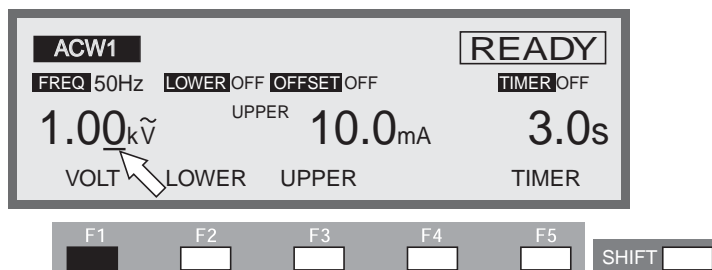 ACW1 READY
FREQ 50Hz LOWER OFF OFFSET OFF TIMER OFF
1.00kṼ UPPER 10.0mA 3.0s
VOLT LOWER UPPER TIMER
F1 F2 F3 F4 F5
SHIFT